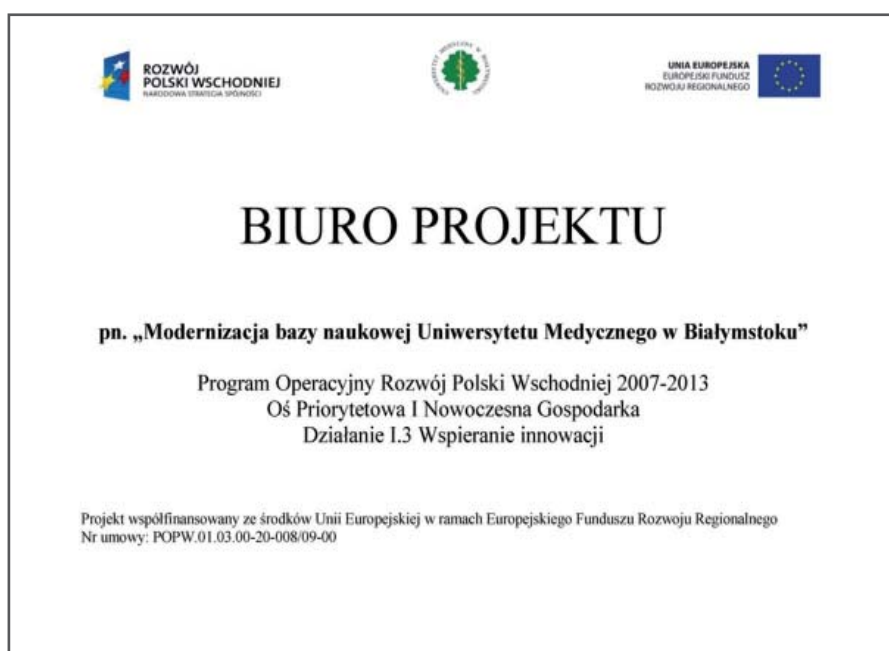 ROZWÓJ
POLSKI WSCHODNIEJ
NARODOWA STRATEGIA SPÓJNOŚCI
UNIWERSYTET MEDYCZNY W BIAŁYMSTOKU
UNIA EUROPEJSKA
EUROPEJSKI FUNDUSZ
ROZWOJU REGIONALNEGO
BIURO PROJEKTU
pn. „Modernizacja bazy naukowej Uniwersytetu Medycznego w Białymstoku”
Program Operacyjny Rozwój Polski Wschodniej 2007-2013
Oś Priorytetowa I Nowoczesna Gospodarka
Działanie I.3 Wspieranie innowacji
Projekt współfinansowany ze środków Unii Europejskiej w ramach Europejskiego Funduszu Rozwoju Regionalnego
Nr umowy: POPW.01.03.00-20-008/09-00